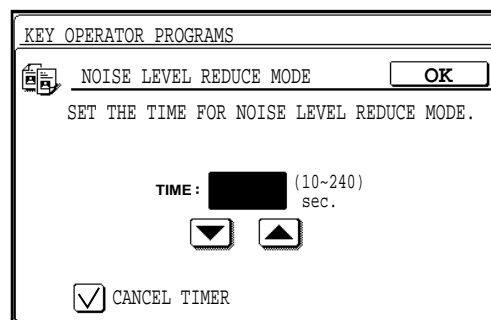 KEY OPERATOR PROGRAMS
NOISE LEVEL REDUCE MODE OK
SET THE TIME FOR NOISE LEVEL REDUCE MODE.
TIME : (10~240)
sec.
CANCEL TIMER